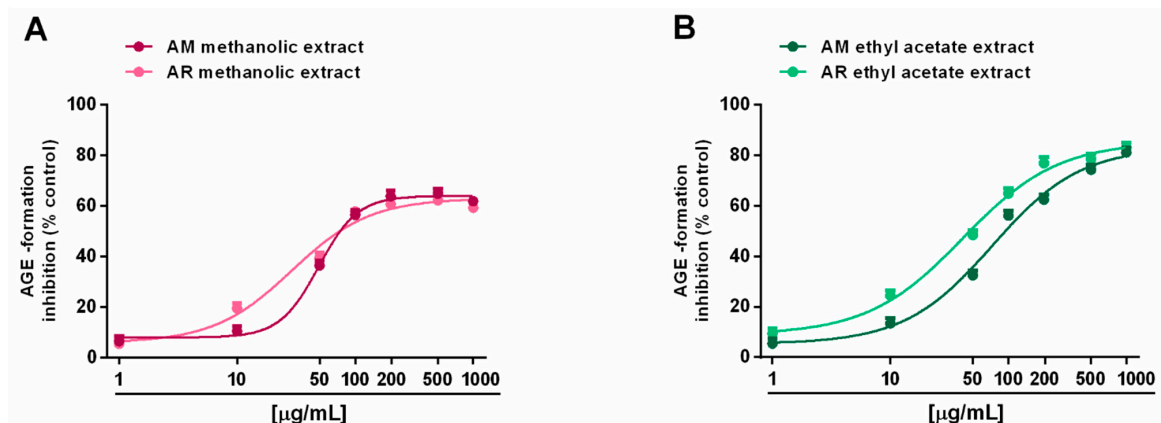 A
AM methanolic extract
AR methanolic extract
AGE -formation
inhibition (% control)
100
80
60
40
20
0
1 10 50 100 200 500 1000
[µg/mL]
B
AM ethyl acetate extract
AR ethyl acetate extract
AGE -formation
inhibition (% control)
100
80
60
40
20
0
1 10 50 100 200 500 1000
[µg/mL]